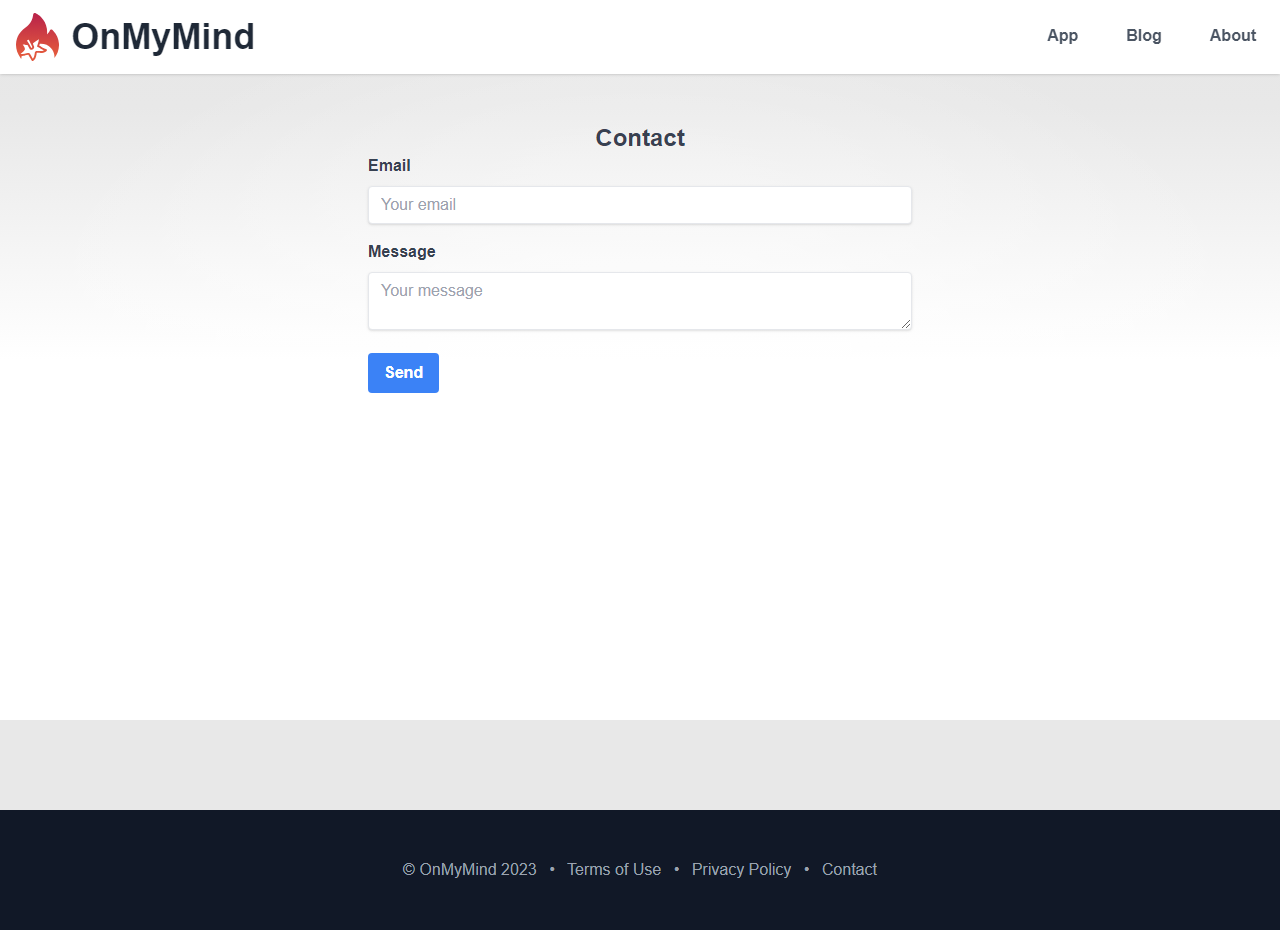 OnMyMind
App Blog About
Contact
Email
Your email
Message
Your message
Send
© OnMyMind 2023 • Terms of Use • Privacy Policy • Contact